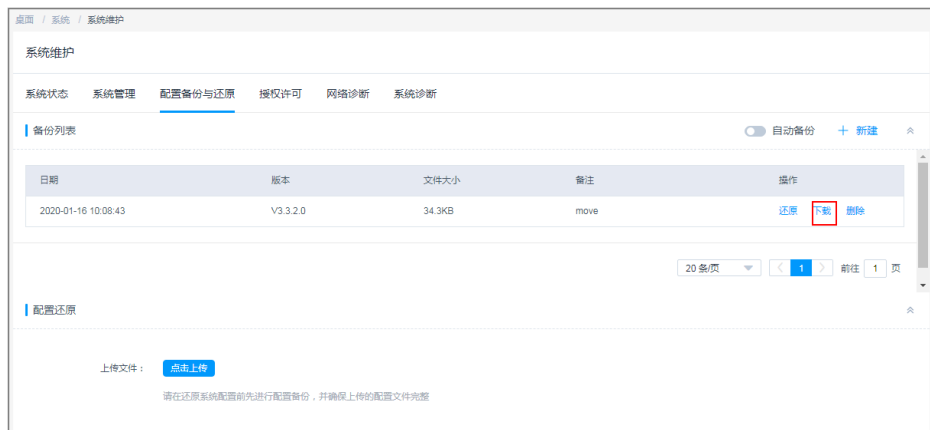 桌面 / 系统 / 系统维护
系统维护
系统状态 系统管理 配置备份与还原 授权许可 网络诊断 系统诊断
备份列表 自动备份 + 新建
日期 版本 文件大小 备注 操作
2020-01-16 10:08:43 V3.3.2.0 34.3KB move 还原 下载 删除
20 条/页 < 1 > 前往 1 页
配置还原
上传文件： 点击上传
请在还原系统配置前先进行配置备份，并确保上传的配置文件完整